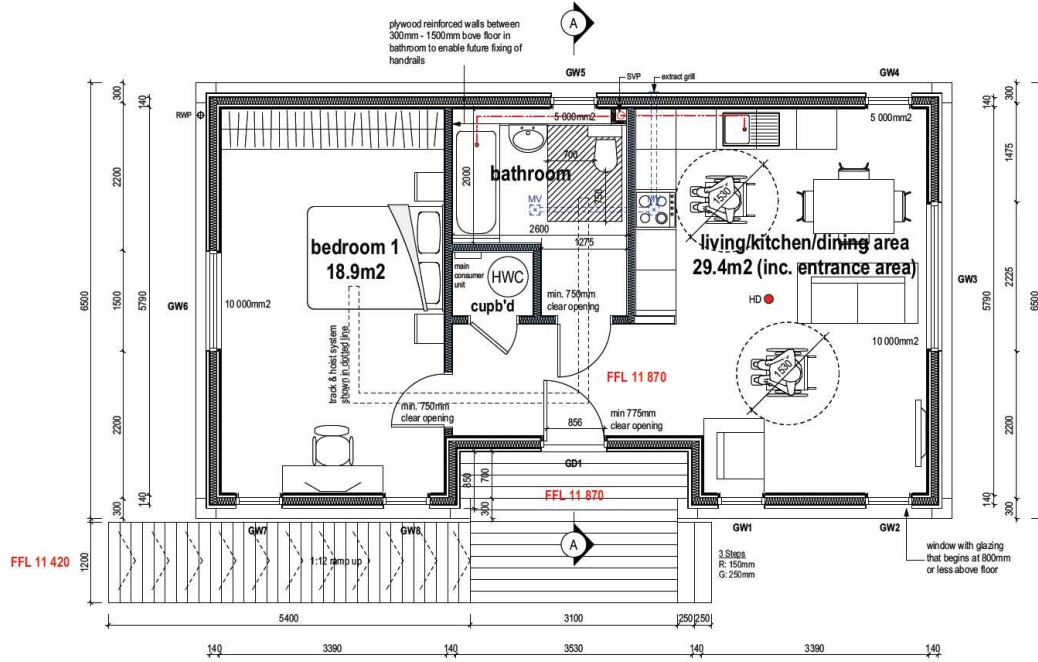 plywood reinforced walls between
300mm - 1500mm bove floor in
bathroom to enable future fixing of
handrails
A
GW5
SVP
extract grill
GW4
300
140
RWP
5 000mm2
5 000mm2
140
300
1475
2200
2000
700
bathroom
750
MV
MV
1530
2600
1275
bedroom 1
18.9m2
living/kitchen/dining area
29.4m2 (inc. entrance area)
main
consumer
unit
HWC
cupb'd
min. 750mm
clear opening
HD
GW3
2225
6500
1500
5790
GW6
10 000mm2
5790
6500
10 000mm2
track & hoist system
shown in dotted line
FFL 11 870
1530
min. 750mm
clear opening
856
min 775mm
clear opening
2200
2200
GD1
850
700
300
FFL 11 870
140
300
140
300
GW7
GW8
A
GW1
GW2
window with glazing
that begins at 800mm
or less above floor
FFL 11 420
1200
1:12 ramp up
3 Steps
R: 150mm
G: 250mm
5400
3100
250
250
140
3390
140
3530
140
3390
140